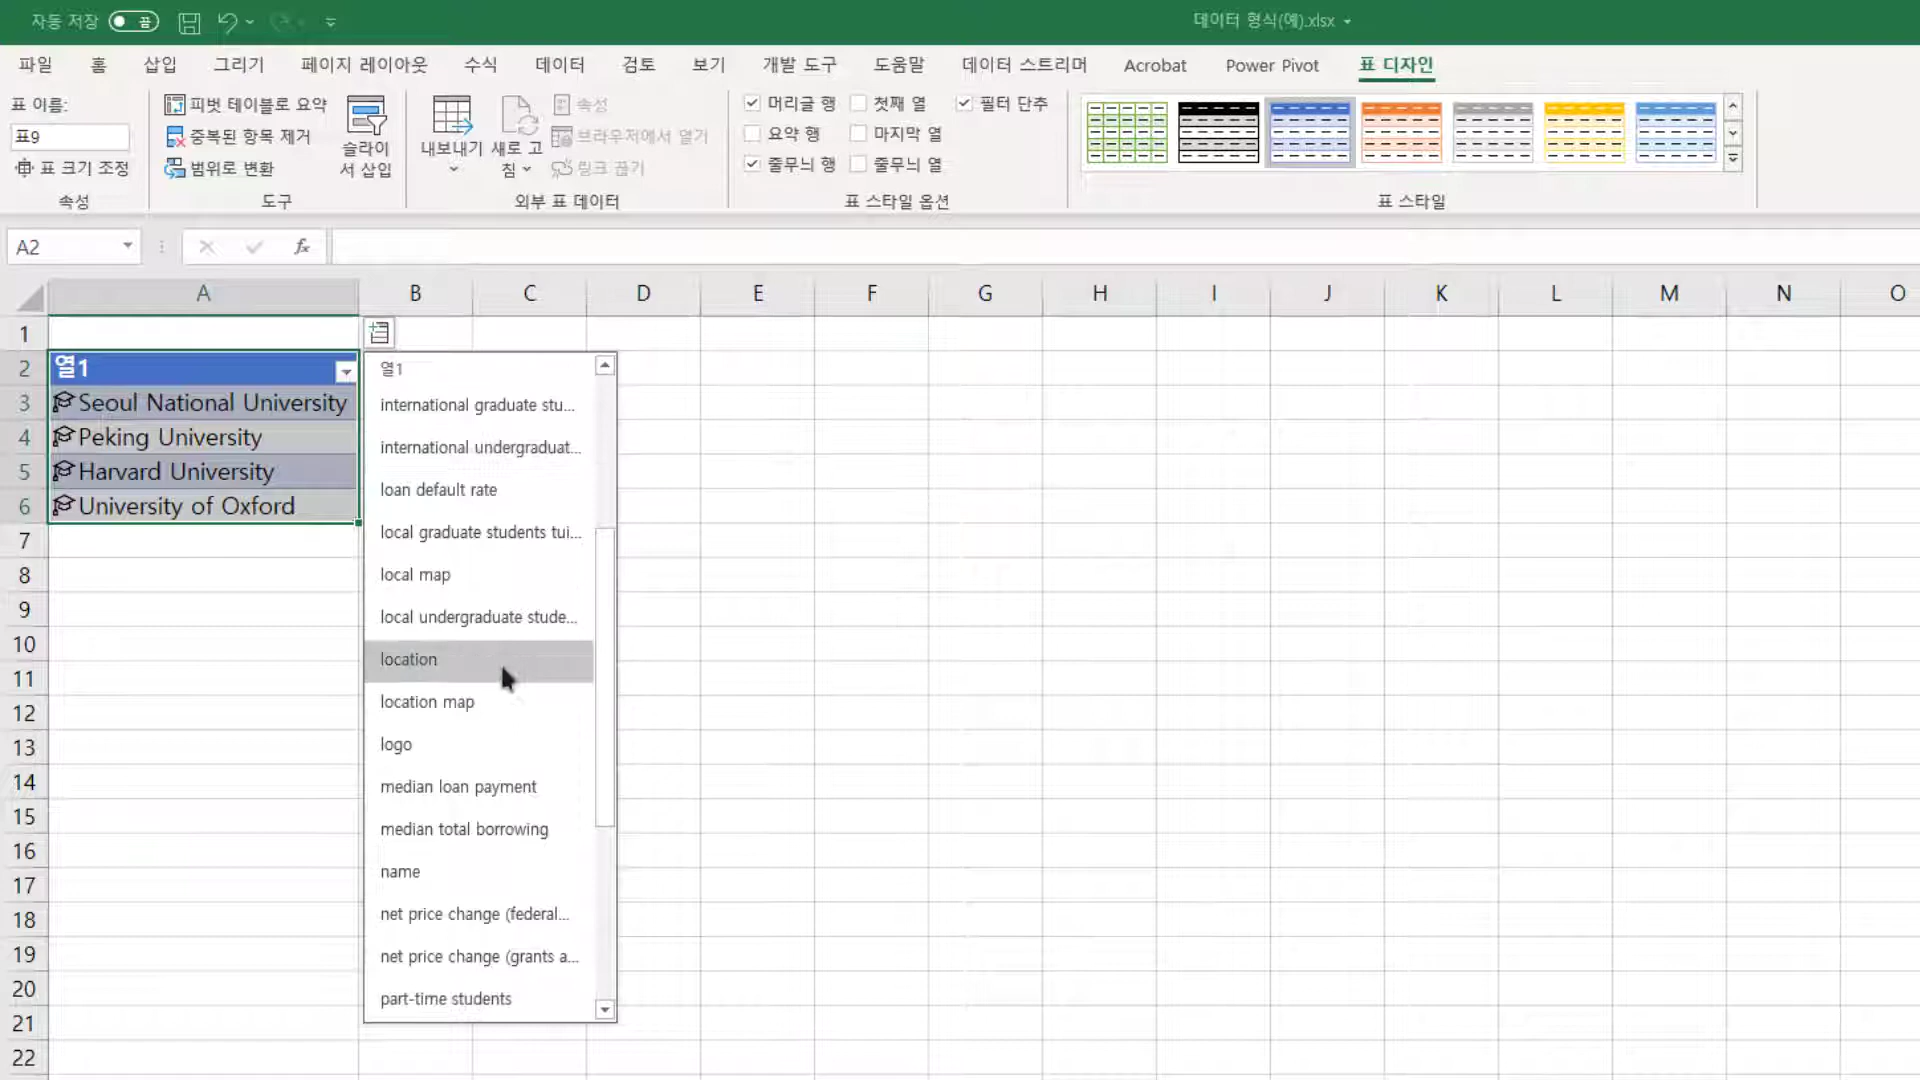 자동 저장 끔 데이터 형식(예).xlsx
파일 홈 삽입 그리기 페이지 레이아웃 수식 데이터 검토 보기 개발 도구 도움말 데이터 스트리머 Acrobat Power Pivot 표 디자인
표 이름:
표9
표 크기 조정
속성
피벗 테이블로 요약
중복된 항목 제거
범위로 변환
슬라이
서 삽입
도구
내보내기
새로 고
침
속성
브라우저에서 열기
링크 끊기
외부 표 데이터
머리글 행 첫째 열 필터 단추
요약 행 마지막 열
줄무늬 행 줄무늬 열
표 스타일 옵션
표 스타일
A2 fx
A B C D E F G H I J K L M N O
1
2 열1
3 Seoul National University
4 Peking University
5 Harvard University
6 University of Oxford
7
8
9
10
11
12
13
14
15
16
17
18
19
20
21
22
열1
international graduate stu...
international undergraduat...
loan default rate
local graduate students tui...
local map
local undergraduate stude...
location
location map
logo
median loan payment
median total borrowing
name
net price change (federal...
net price change (grants a...
part-time students